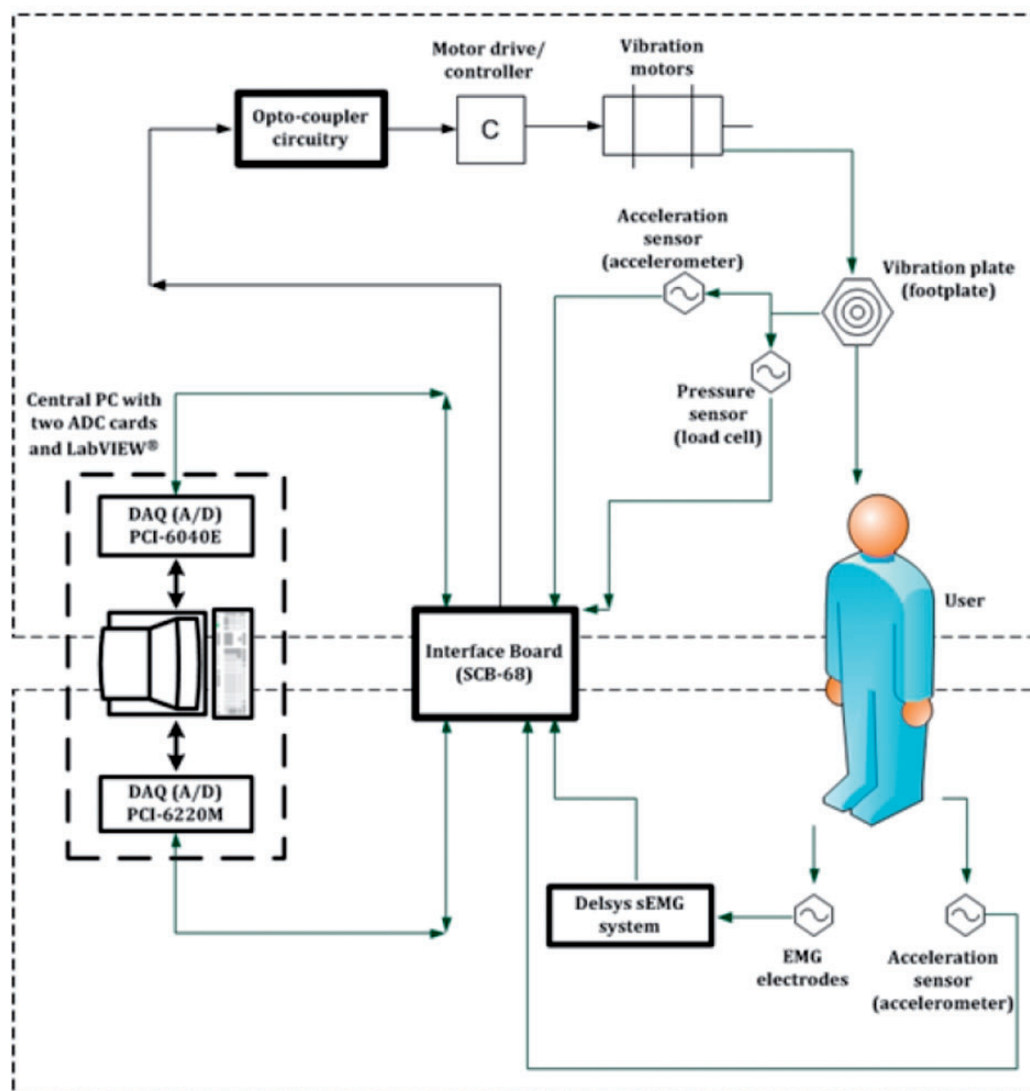 Motor drive/
controller
Vibration
motors
Opto-coupler
circuitry
C
Acceleration
sensor
(accelerometer)
Vibration plate
(footplate)
Pressure
sensor
(load cell)
Central PC with
two ADC cards
and LabVIEW®
DAQ (A/D)
PCI-6040E
User
Interface Board
(SCB-68)
DAQ (A/D)
PCI-6220M
Delsys sEMG
system
EMG
electrodes
Acceleration
sensor
(accelerometer)